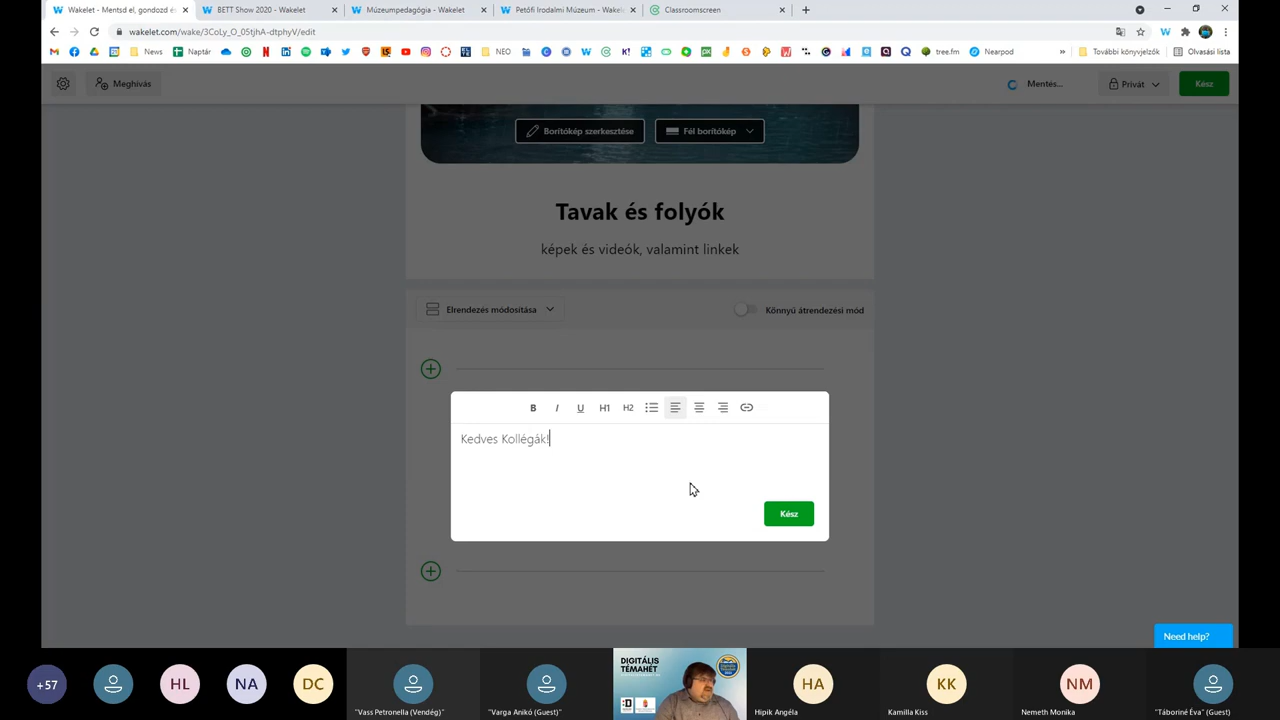 Wakelet - Mentsd el, gondozd és
BETT Show 2020 - Wakelet
Múzeumpedagógia - Wakelet
Petőfi Irodalmi Múzeum - Wakele
Classroomscreen
wakelet.com/wake/3CoLy_O_05tjhA-dtphyV/edit
News
Naptár
NEO
tree.fm
Nearpod
»
További könyvjelzők
Olvasási lista
Meghívás
Mentés...
Privát
Kész
Borítókép szerkesztése
Fél borítókép
Tavak és folyók
képek és videók, valamint linkek
Elrendezés módosítása
Könnyű átrendezési mód
B I U H1 H2
Kedves Kollégák!
Kész
Need help?
+57
HL
NA
DC
"Vass Petronella (Vendég)"
"Varga Anikó (Guest)"
DIGITÁLIS
TÉMAHÉT
HA
Hipik Angéla
KK
Kamilla Kiss
NM
Nemeth Monika
"Táboriné Éva" (Guest)